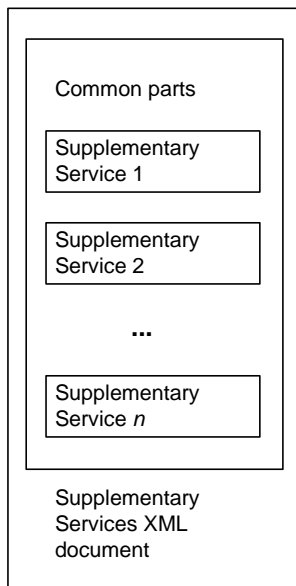 Common parts
Supplementary
Service 1
Supplementary
Service 2
...
Supplementary
Service n
Supplementary
Services XML
document